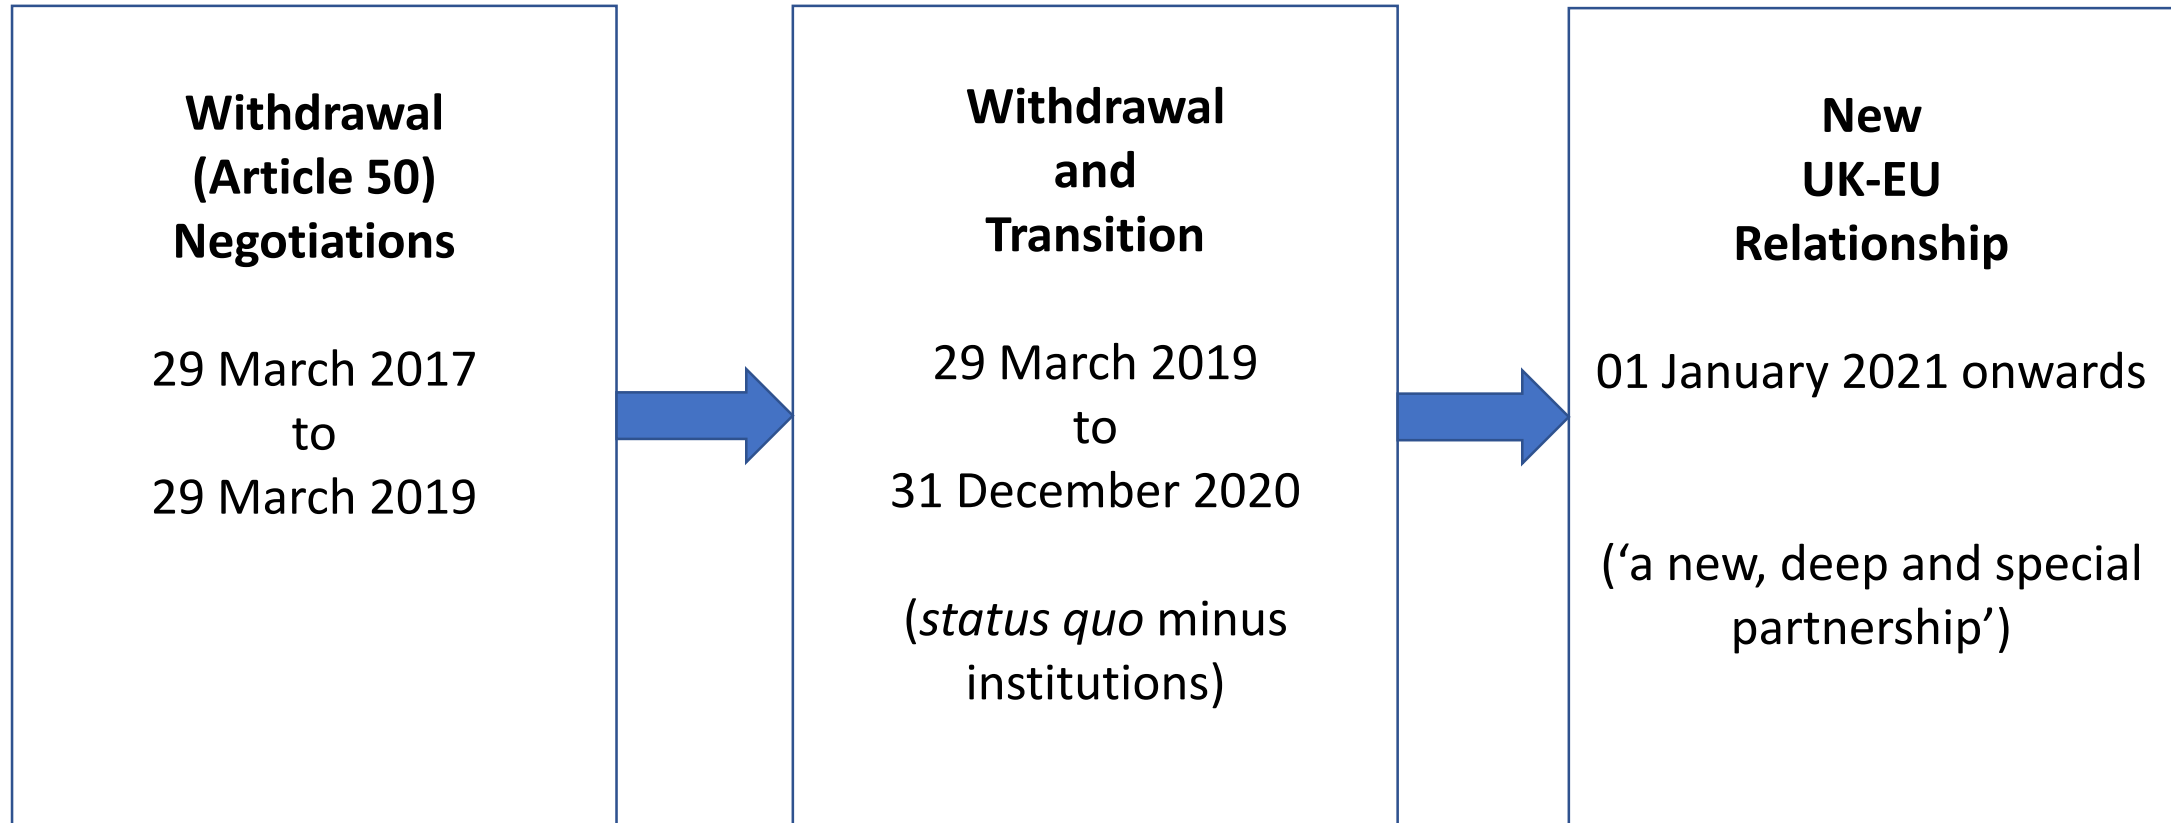 Withdrawal
(Article 50)
Negotiations
29 March 2017
to
29 March 2019
Withdrawal
and
Transition
29 March 2019
to
31 December 2020
(status quo minus
institutions)
New
UK-EU
Relationship
01 January 2021 onwards
(‘a new, deep and special
partnership’)